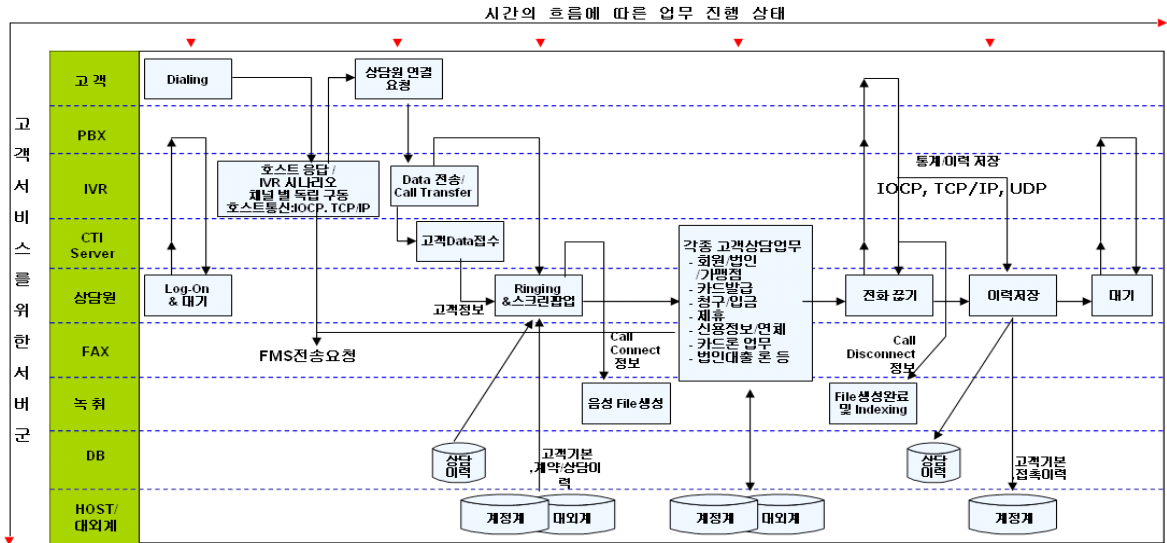 시간의 흐름에 따른 업무 진행 상태
고객서비스를위한서버군
고 객
Dialing
상담원 연결
요청
PBX
IVR
호스트 응답 /
IVR 시나리오
채널 별 독립 구동
호스트통신:IOCP. TCP/IP
Data 전송/
Call Transfer
통계/이력 저장
IOCP, TCP/IP, UDP
CTI
Server
고객Data접수
각종 고객상담업무
- 회원/법인
/가맹점
- 카드발급
- 청구/입금
- 제휴
- 신용정보/연체
- 카드론 업무
- 법인대출 론 등
상담원
Log-On
& 대기
고객정보
Ringing
&스크린팝업
전화 끊기
이력저장
대기
FAX
FMS전송요청
Call
Connect
정보
Call
Disconnect
정보
녹 취
음성 File생성
File생성완료
및 Indexing
DB
상담
이력
고객기본
,계약/상담이
력
상담
이력
고객기본
접촉이력
HOST/
대외계
계정계
대외계
계정계
대외계
계정계